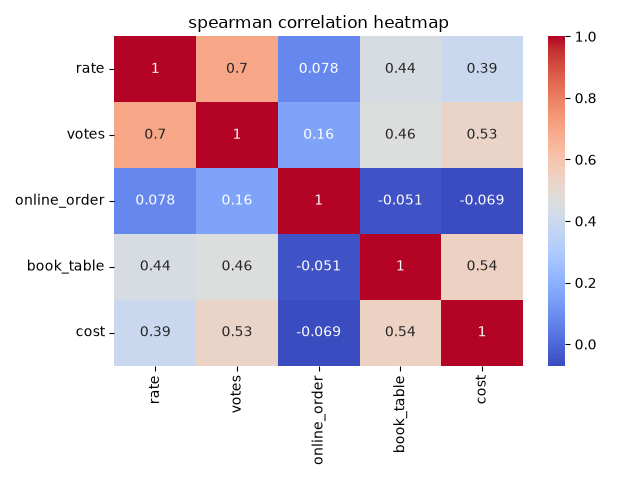 spearman correlation heatmap
rate 1 0.7 0.078 0.44 0.39
votes 0.7 1 0.16 0.46 0.53
online_order 0.078 0.16 1 -0.051 -0.069
book_table 0.44 0.46 -0.051 1 0.54
cost 0.39 0.53 -0.069 0.54 1
rate votes online_order book_table cost
1.0
0.8
0.6
0.4
0.2
0.0